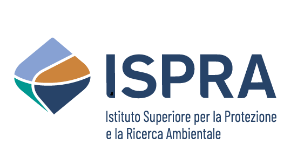 ISPRA
Istituto Superiore per la Protezione
e la Ricerca Ambientale